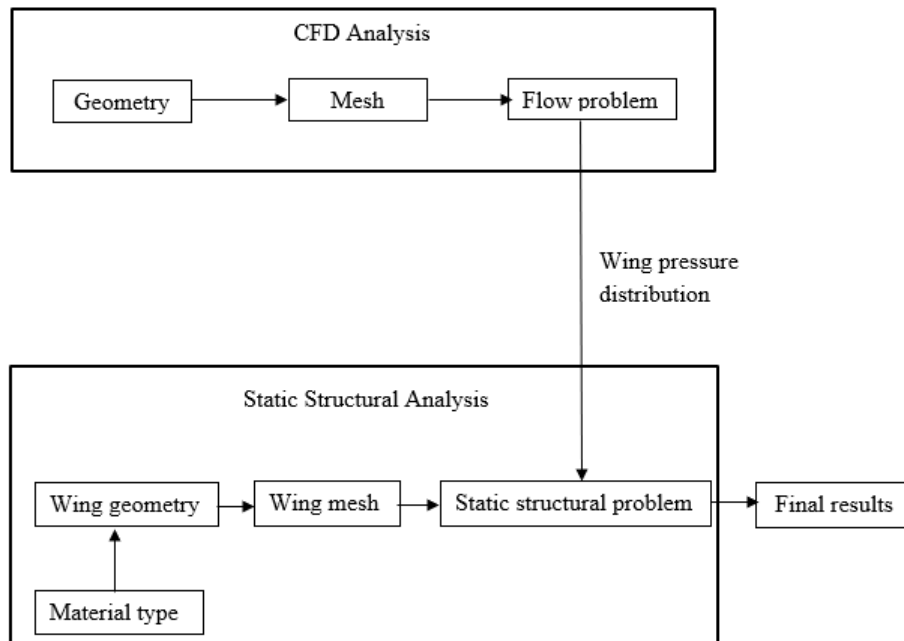 CFD Analysis
Geometry
Mesh
Flow problem
Wing pressure
distribution
Static Structural Analysis
Wing geometry
Wing mesh
Static structural problem
Final results
Material type